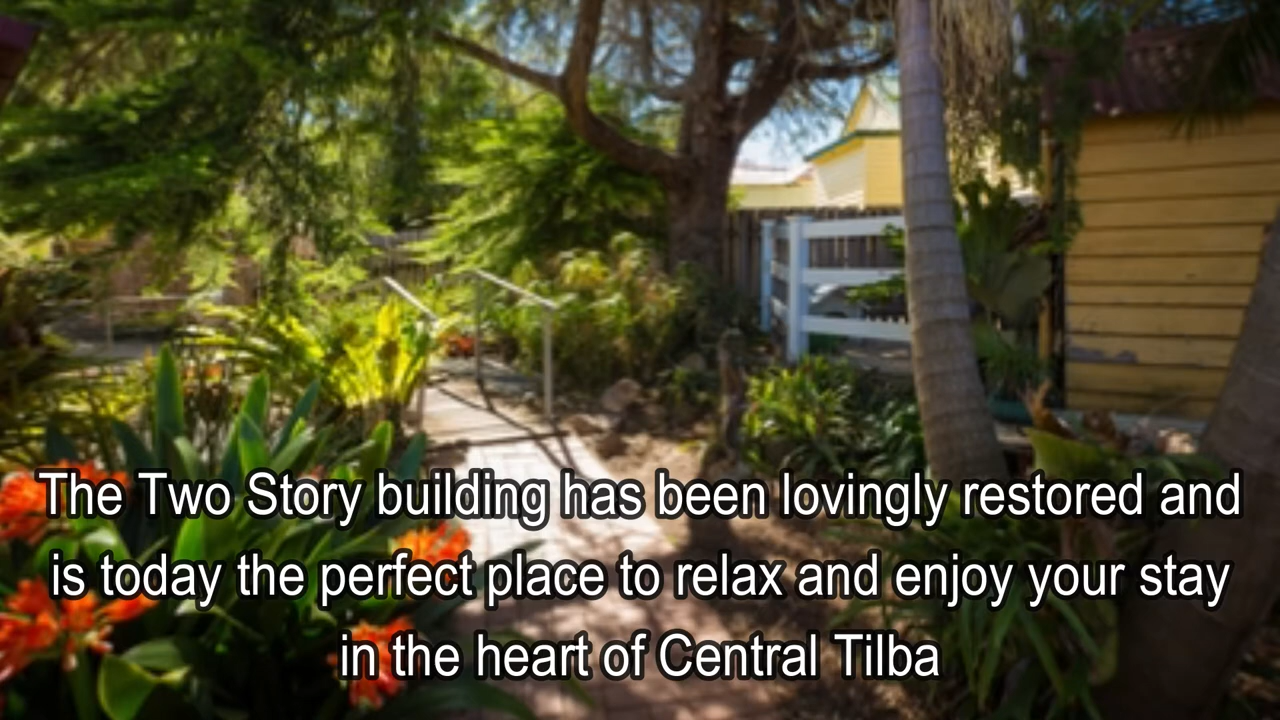 The Two Story building has been lovingly restored and
is today the perfect place to relax and enjoy your stay
in the heart of Central Tilba